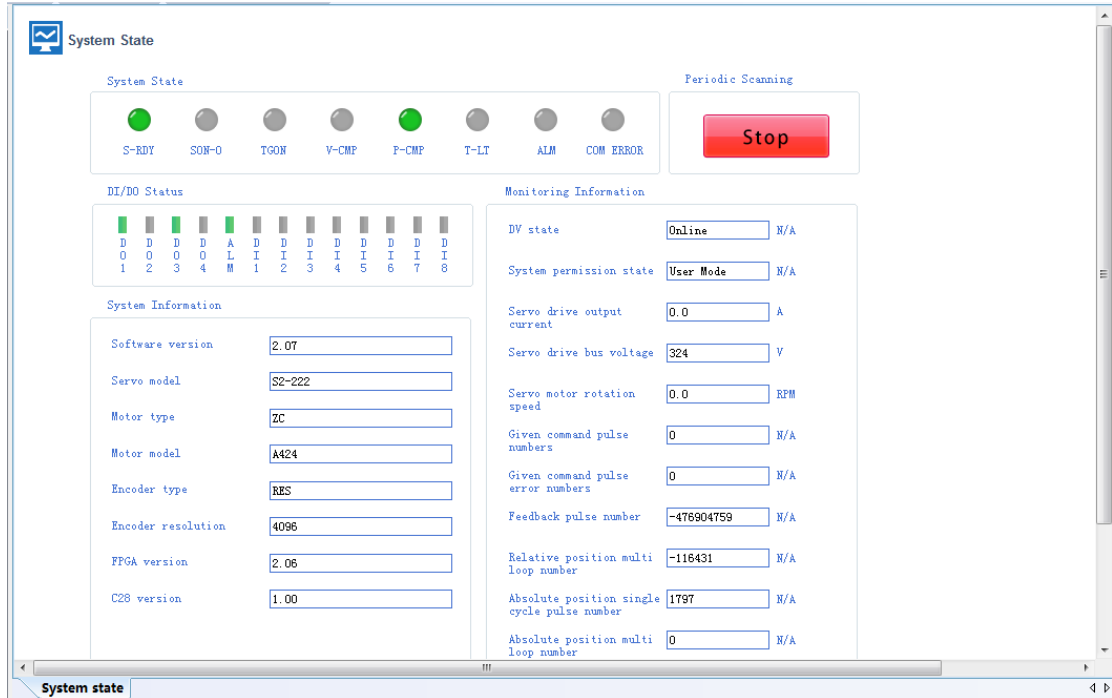 System State
System State
Periodic Scanning
S-RDY SON-O TGON V-CMP P-CMP T-LT ALM COM ERROR
Stop
DI/DO Status
DO1 DO2 DO3 DO4 ALM DI1 DI2 DI3 DI4 DI5 DI6 DI7 DI8
System Information
Software version 2.07
Servo model S2-222
Motor type ZC
Motor model A424
Encoder type RES
Encoder resolution 4096
FPGA version 2.06
C28 version 1.00
Monitoring Information
DV state Online N/A
System permission state User Mode N/A
Servo drive output 0.0 A
current
Servo drive bus voltage 324 V
Servo motor rotation 0.0 RPM
speed
Given command pulse 0 N/A
numbers
Given command pulse 0 N/A
error numbers
Feedback pulse number -476904759 N/A
Relative position multi -116431 N/A
loop number
Absolute position single 1797 N/A
cycle pulse number
Absolute position multi 0 N/A
loop number
System state